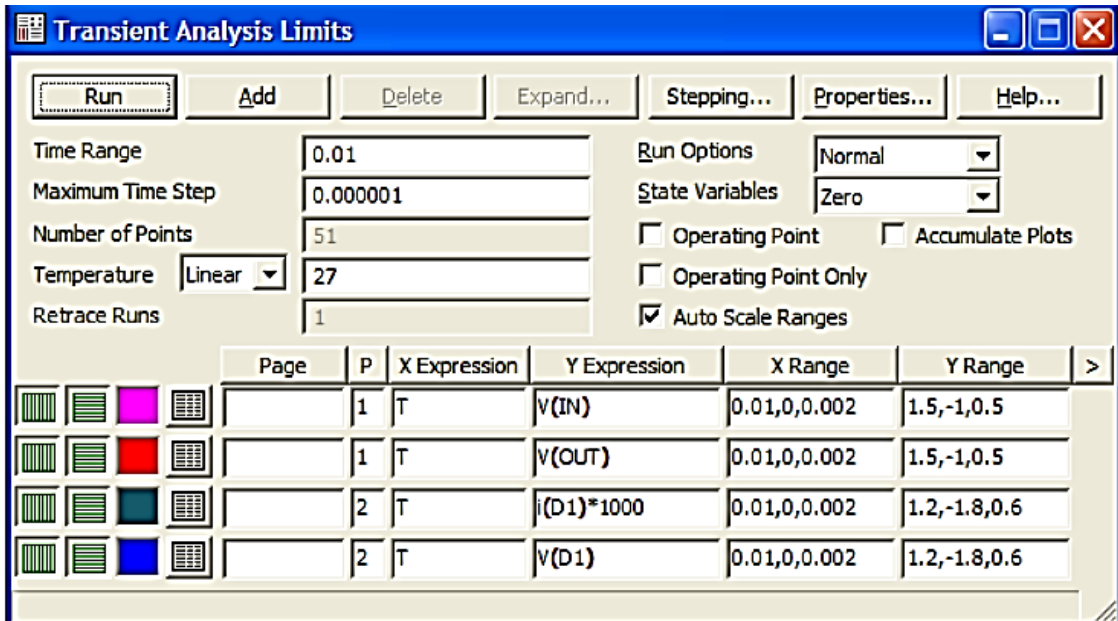 Transient Analysis Limits
Run Add Delete Expand... Stepping... Properties... Help...
Time Range 0.01 Run Options Normal
Maximum Time Step 0.000001 State Variables Zero
Number of Points 51 Operating Point Accumulate Plots
Temperature Linear 27 Operating Point Only
Retrace Runs 1 Auto Scale Ranges
Page P X Expression Y Expression X Range Y Range >
1 T V(IN) 0.01,0,0.002 1.5,-1,0.5
1 T V(OUT) 0.01,0,0.002 1.5,-1,0.5
2 T i(D1)*1000 0.01,0,0.002 1.2,-1.8,0.6
2 T V(D1) 0.01,0,0.002 1.2,-1.8,0.6